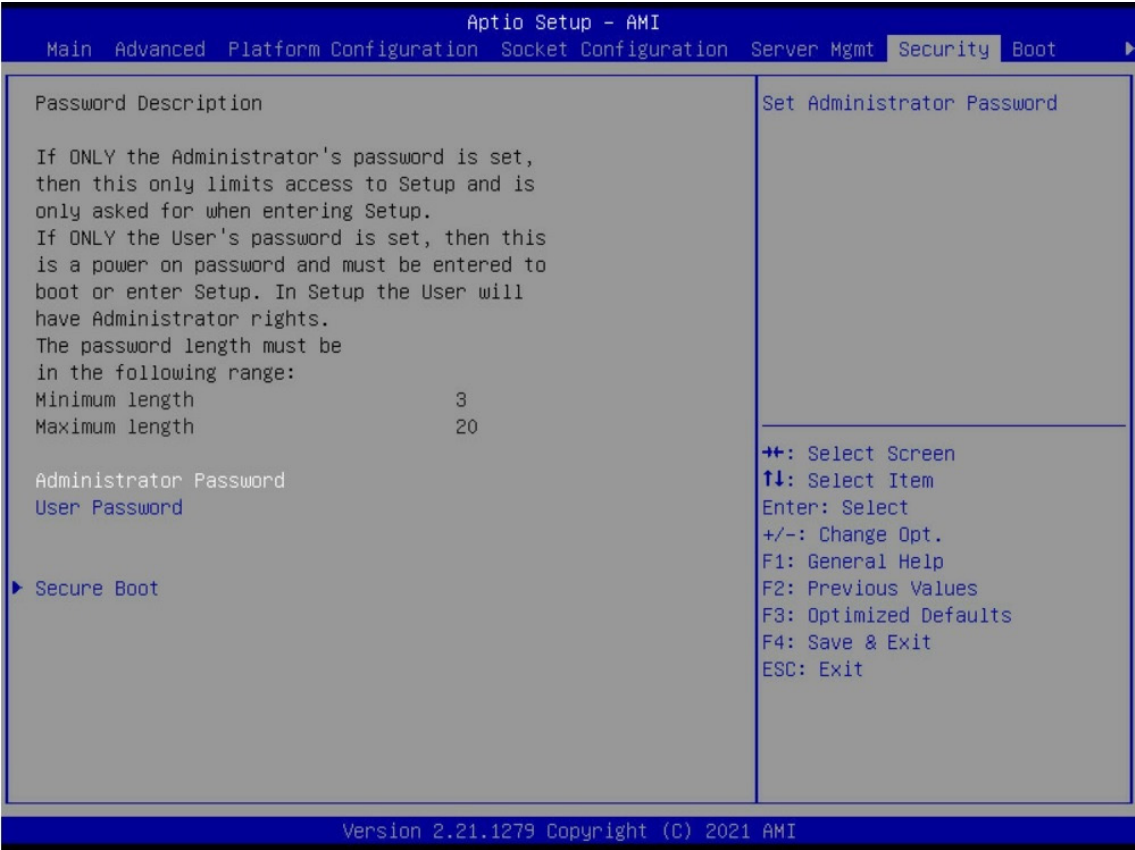 Aptio Setup – AMI
Main Advanced Platform Configuration Socket Configuration Server Mgmt Security Boot ▶
Password Description
If ONLY the Administrator's password is set,
then this only limits access to Setup and is
only asked for when entering Setup.
If ONLY the User's password is set, then this
is a power on password and must be entered to
boot or enter Setup. In Setup the User will
have Administrator rights.
The password length must be
in the following range:
Minimum length 3
Maximum length 20
Administrator Password
User Password
▶ Secure Boot
Set Administrator Password
→←: Select Screen
↑↓: Select Item
Enter: Select
+/-: Change Opt.
F1: General Help
F2: Previous Values
F3: Optimized Defaults
F4: Save & Exit
ESC: Exit
Version 2.21.1279 Copyright (C) 2021 AMI